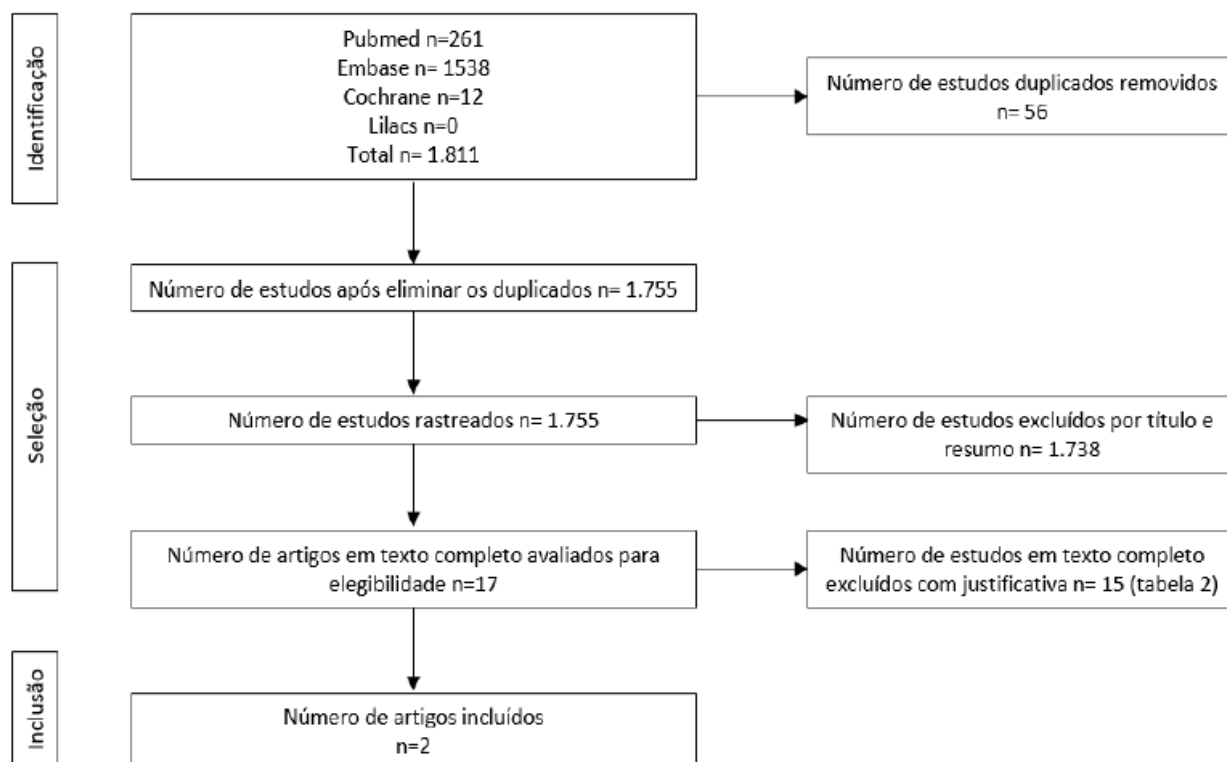 Identificação
Pubmed n=261
Embase n= 1538
Cochrane n=12
Lilacs n=0
Total n= 1.811
Número de estudos duplicados removidos
n= 56
Seleção
Número de estudos após eliminar os duplicados n= 1.755
Número de estudos rastreados n= 1.755
Número de estudos excluídos por título e
resumo n= 1.738
Número de artigos em texto completo avaliados para
elegibilidade n=17
Número de estudos em texto completo
excluídos com justificativa n= 15 (tabela 2)
Inclusão
Número de artigos incluídos
n=2